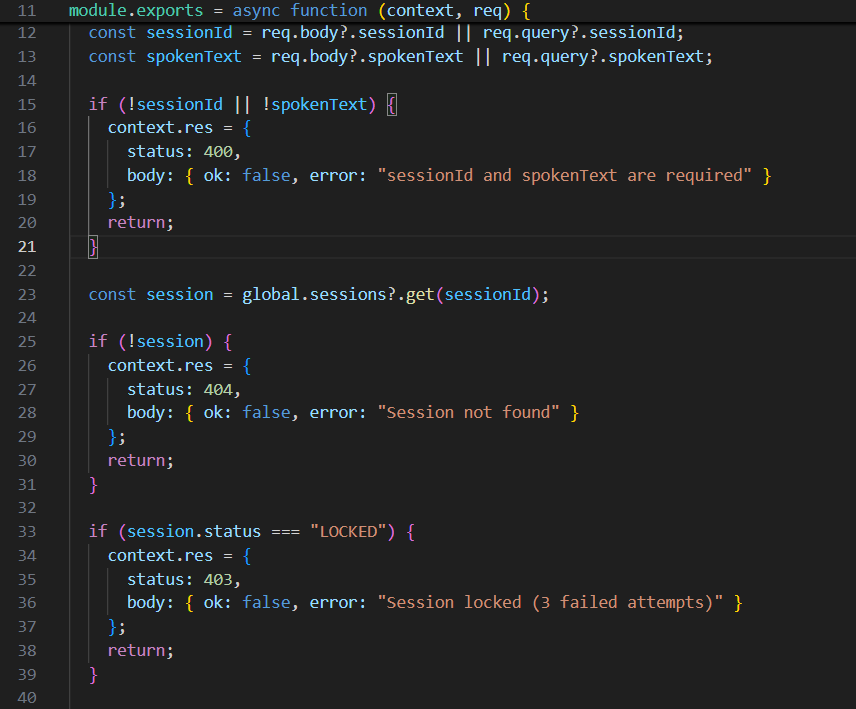 11 module.exports = async function (context, req) {
12 const sessionId = req.body?.sessionId || req.query?.sessionId;
13 const spokenText = req.body?.spokenText || req.query?.spokenText;
14
15 if (!sessionId || !spokenText) {
16 context.res = {
17 status: 400,
18 body: { ok: false, error: "sessionId and spokenText are required" }
19 };
20 return;
21 }
22
23 const session = global.sessions?.get(sessionId);
24
25 if (!session) {
26 context.res = {
27 status: 404,
28 body: { ok: false, error: "Session not found" }
29 };
30 return;
31 }
32
33 if (session.status === "LOCKED") {
34 context.res = {
35 status: 403,
36 body: { ok: false, error: "Session locked (3 failed attempts)" }
37 };
38 return;
39 }
40